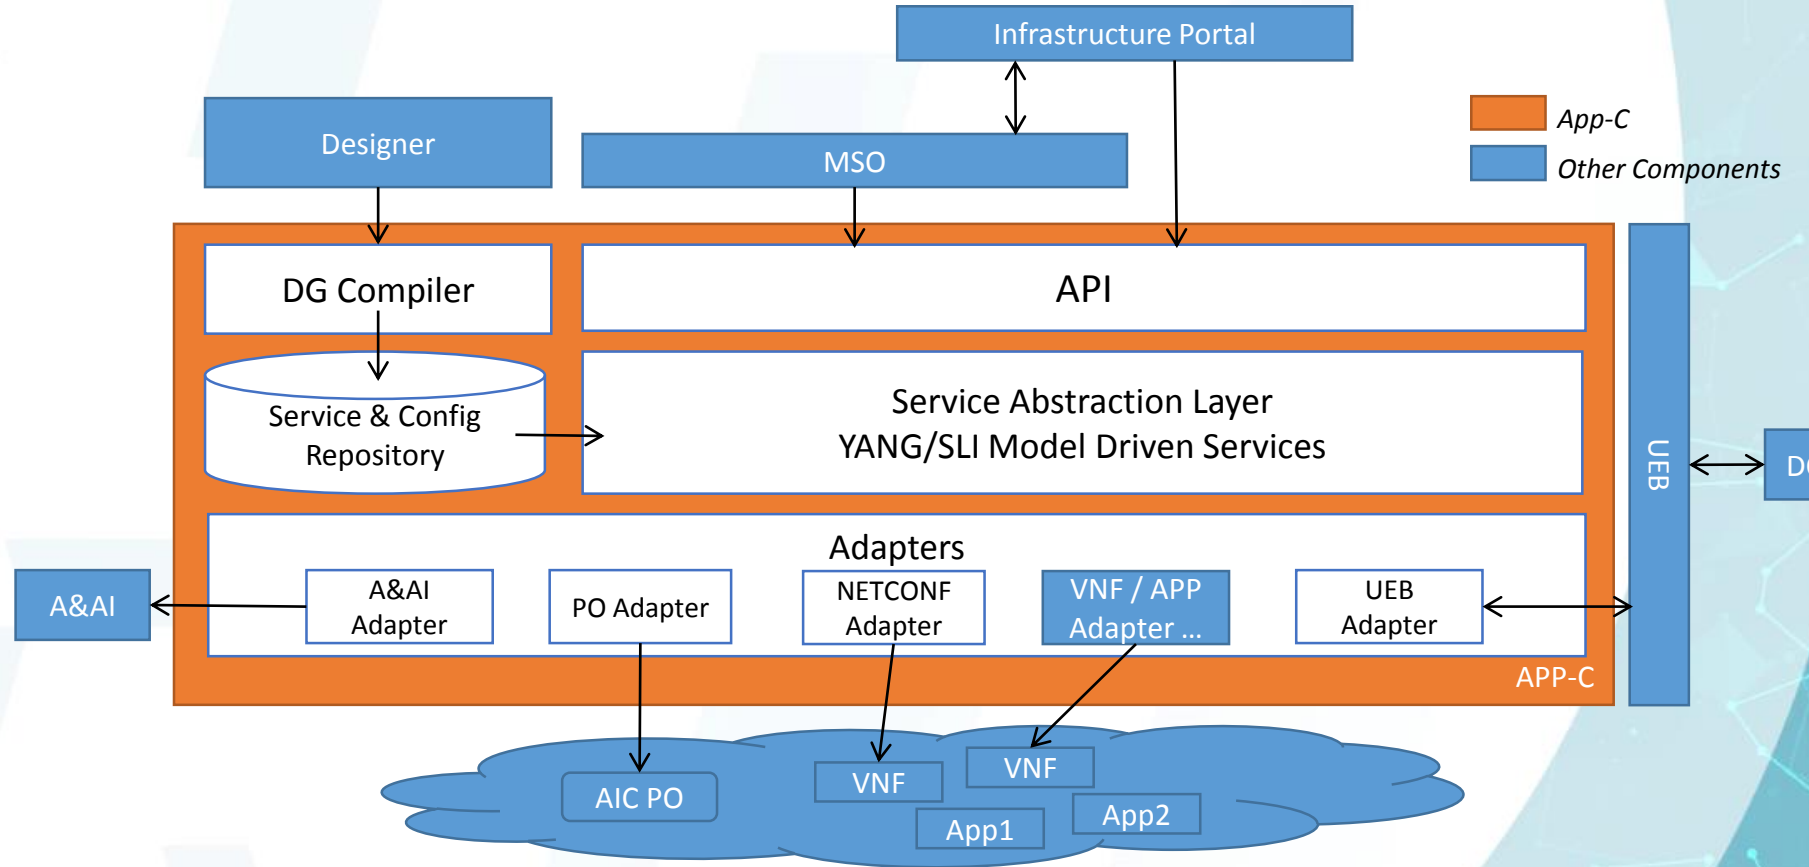 Infrastructure Portal
Designer
MSO
App-C
Other Components
DG Compiler
API
Service & Config
Repository
Service Abstraction Layer
YANG/SLI Model Driven Services
UEB
Adapters
A&AI
A&AI
Adapter
PO Adapter
NETCONF
Adapter
VNF / APP
Adapter ...
UEB
Adapter
APP-C
AIC PO
VNF
VNF
App1
App2